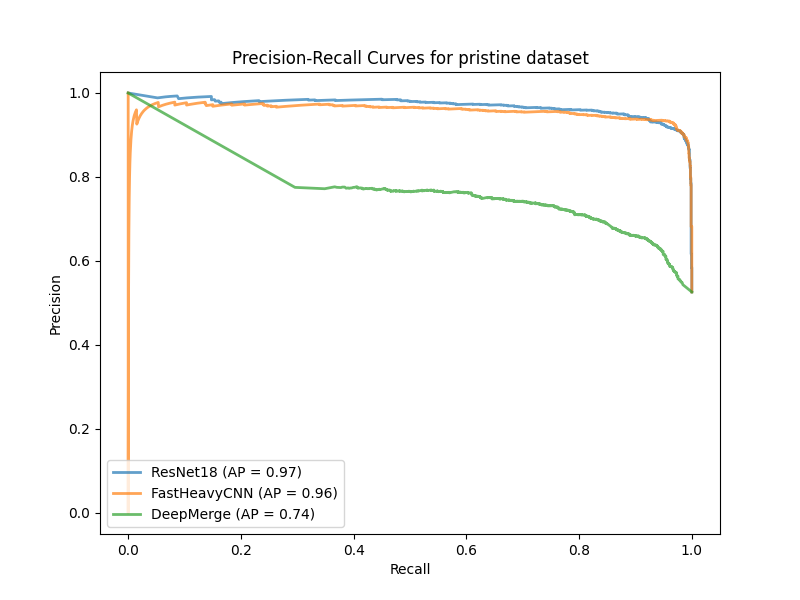 Precision-Recall Curves for pristine dataset
1.0
0.8
0.6
0.4
0.2
0.0
Precision
ResNet18 (AP = 0.97)
FastHeavyCNN (AP = 0.96)
DeepMerge (AP = 0.74)
0.0 0.2 0.4 0.6 0.8 1.0
Recall